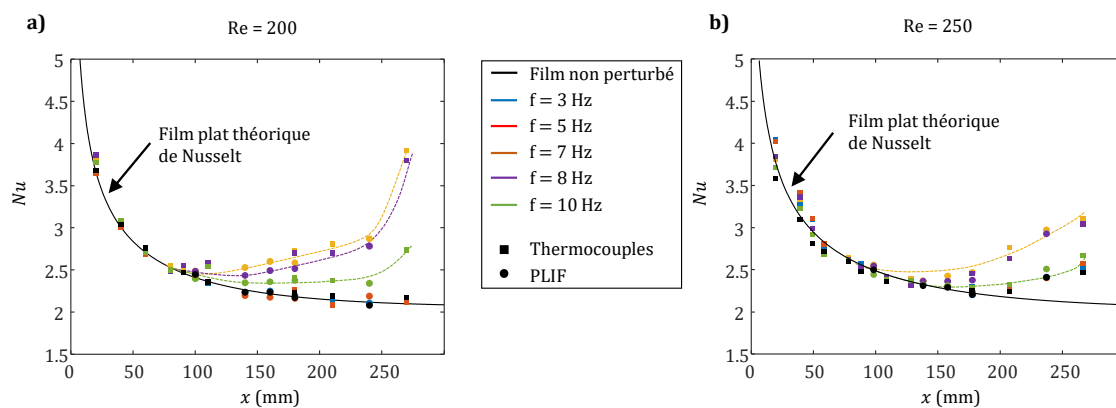 a)
Re = 200
5
4.5
4
3.5
3
2.5
2
1.5
Nu
0
50
100
150
200
250
x (mm)
Film plat théorique
de Nusselt
Film non perturbé
f = 3 Hz
f = 5 Hz
f = 7 Hz
f = 8 Hz
f = 10 Hz
Thermocouples
PLIF
b)
Re = 250
5
4.5
4
3.5
3
2.5
2
1.5
Nu
0
50
100
150
200
250
x (mm)
Film plat théorique
de Nusselt